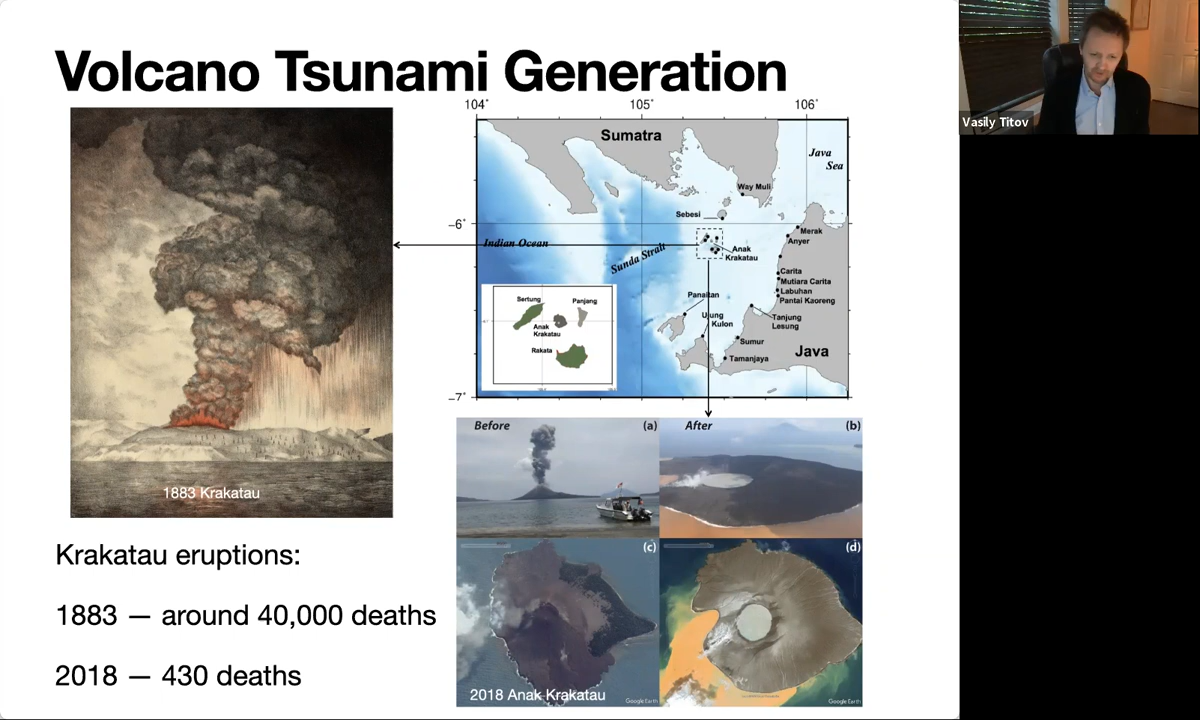 Volcano Tsunami Generation
Vasily Titov
104°
105°
106°
Sumatra
Java
Sea
Way Muli
Sebesi
–6°
Indian Ocean
Sunda Strait
Anak
Krakatau
Merak
Anyer
Carita
Mutiara Carita
Labuhan
Pantai Kaoreng
Panaitan
Ujung
Kulon
Tanjung
Lesung
Sumur
Tamanjaya
Java
Sertung
Panjang
Anak
Krakatau
Rakata
–7°
1883 Krakatau
Before
(a)
After
(b)
(c)
(d)
2018 Anak Krakatau
Google Earth
Google Earth
Krakatau eruptions:
1883 — around 40,000 deaths
2018 — 430 deaths